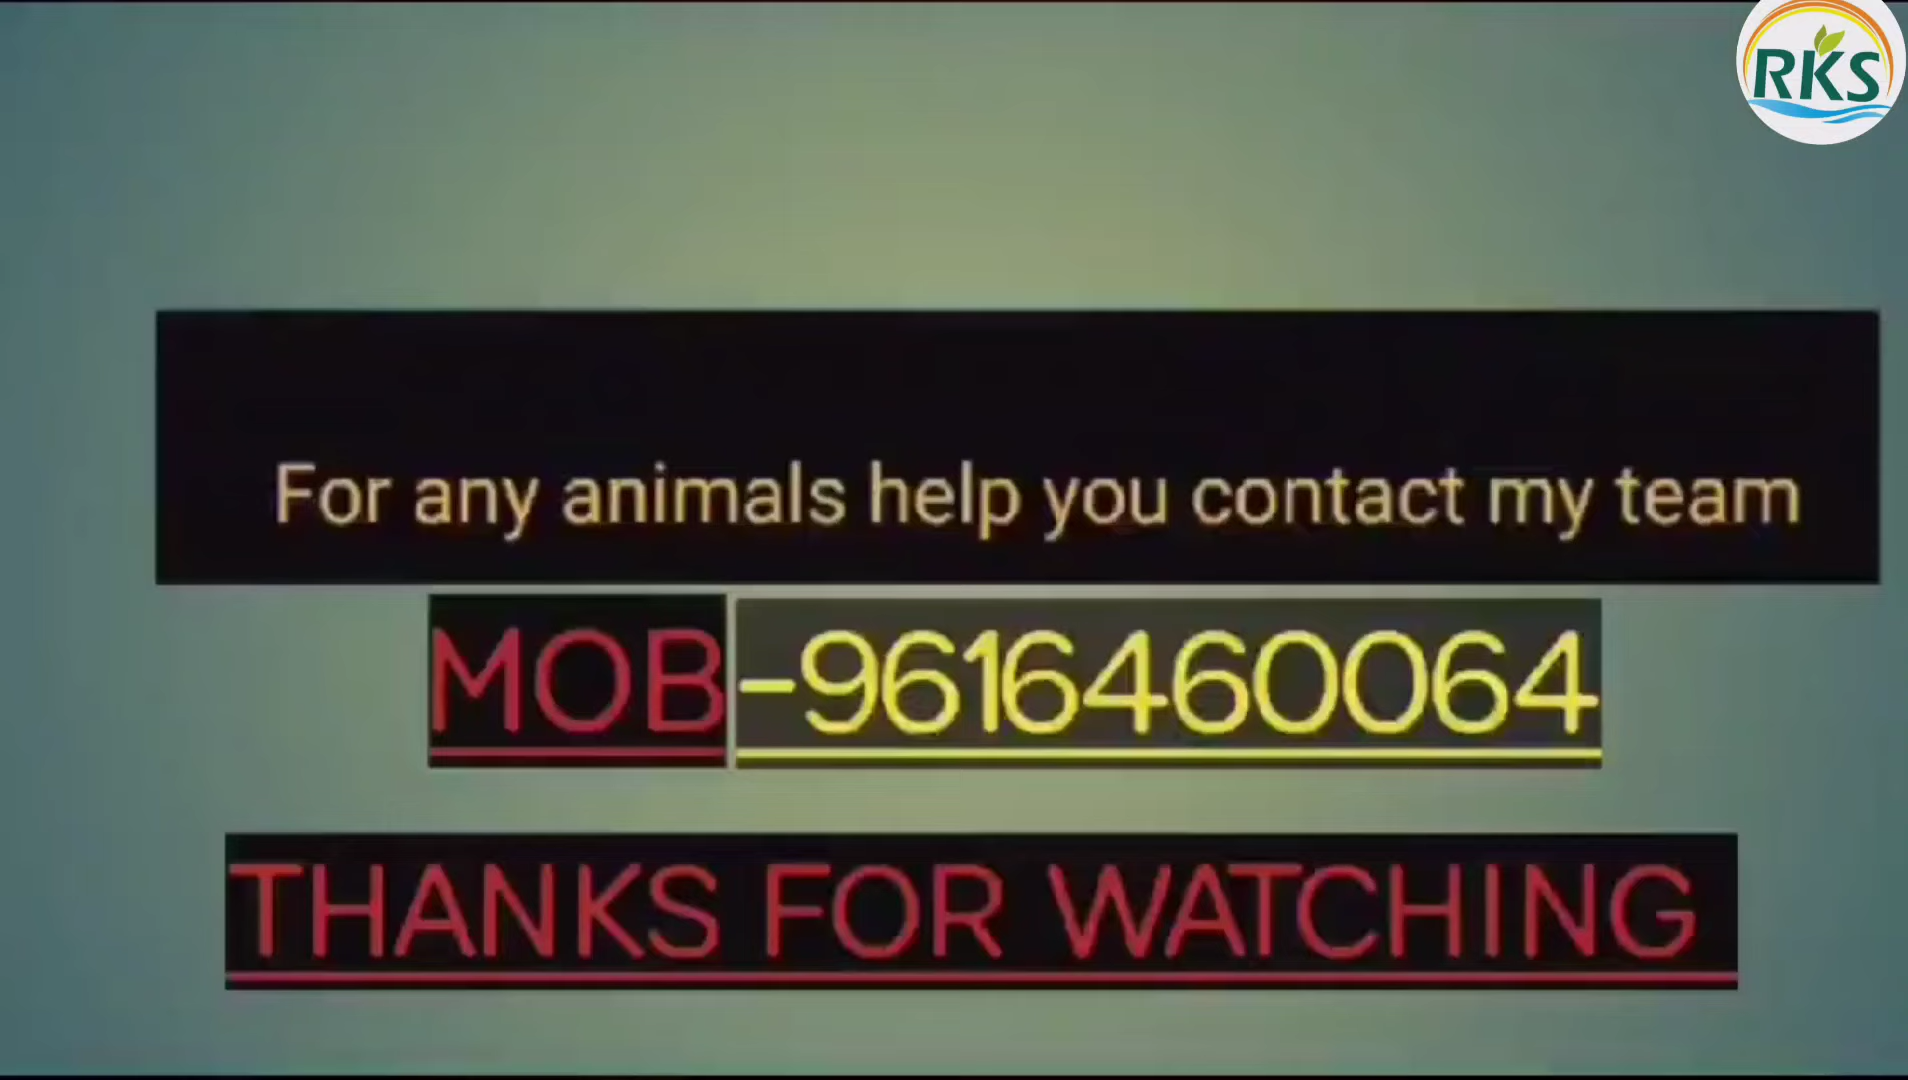 RKS
For any animals help you contact my team
MOB-9616460064
THANKS FOR WATCHING